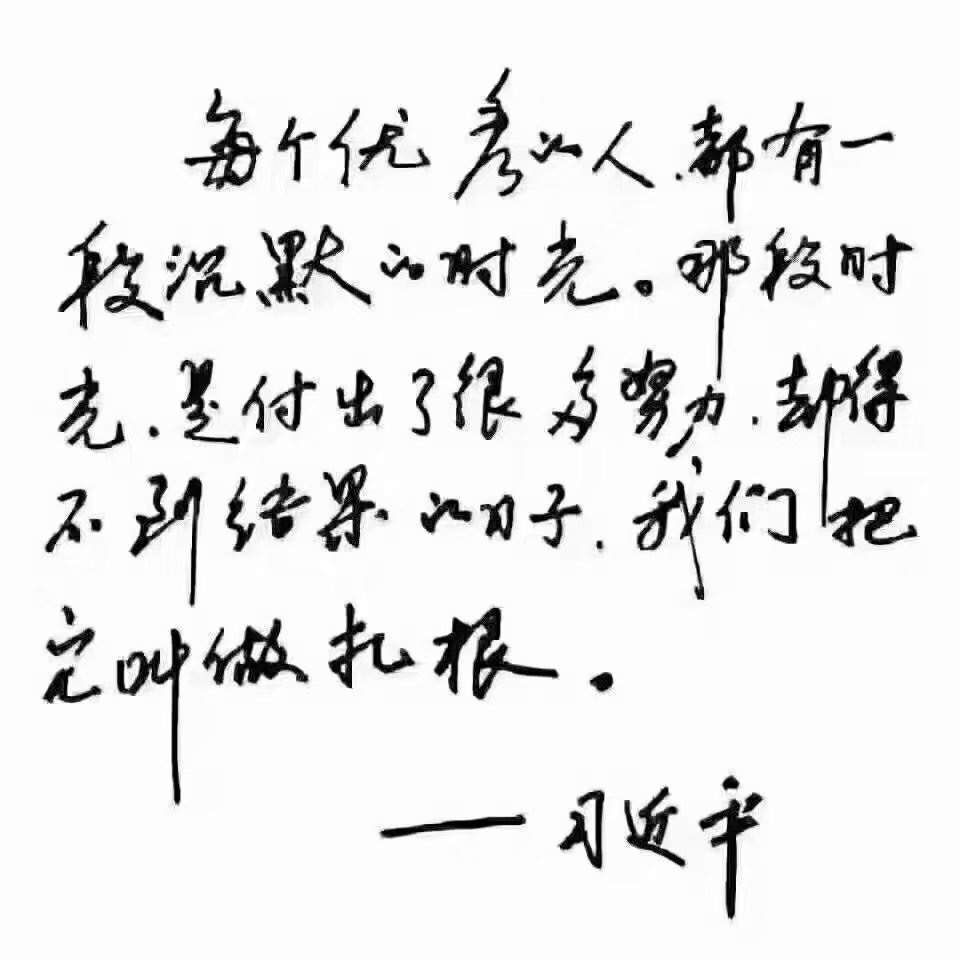 每个优秀的人,都有一
段沉默的时光。那段时
光,是付出了很多努力,却得
不到结果的日子,我们把
它叫做扎根。
——习近平